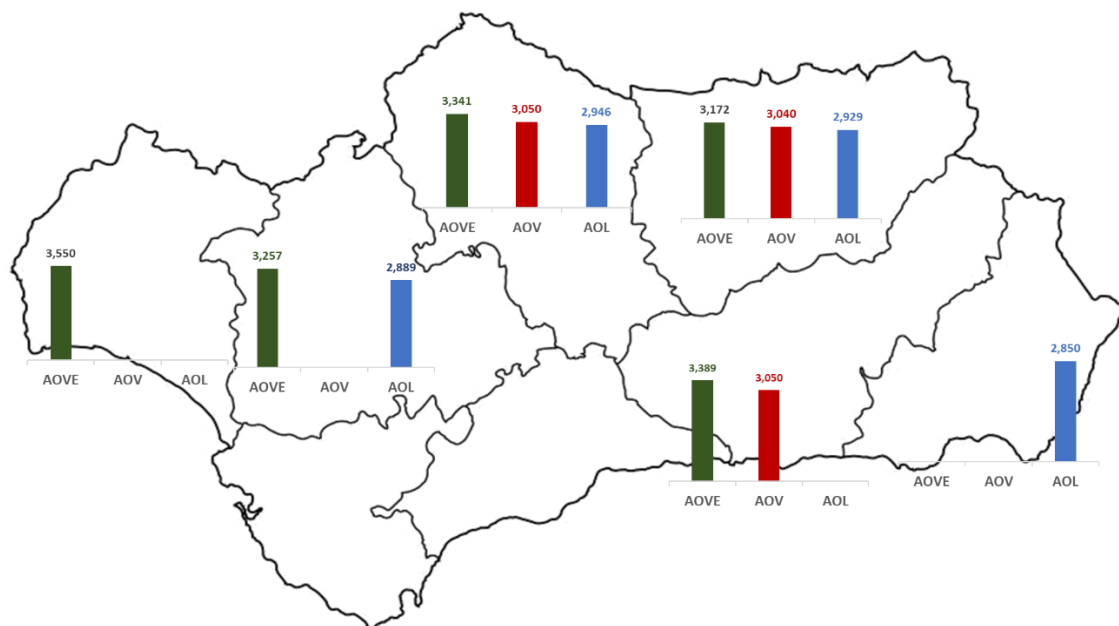 3,341 3,050 2,946
AOVE AOV AOL
3,172 3,040 2,929
AOVE AOV AOL
3,550
AOVE AOV AOL
3,257 2,889
AOVE AOV AOL
3,389 3,050
AOVE AOV AOL
2,850
AOVE AOV AOL